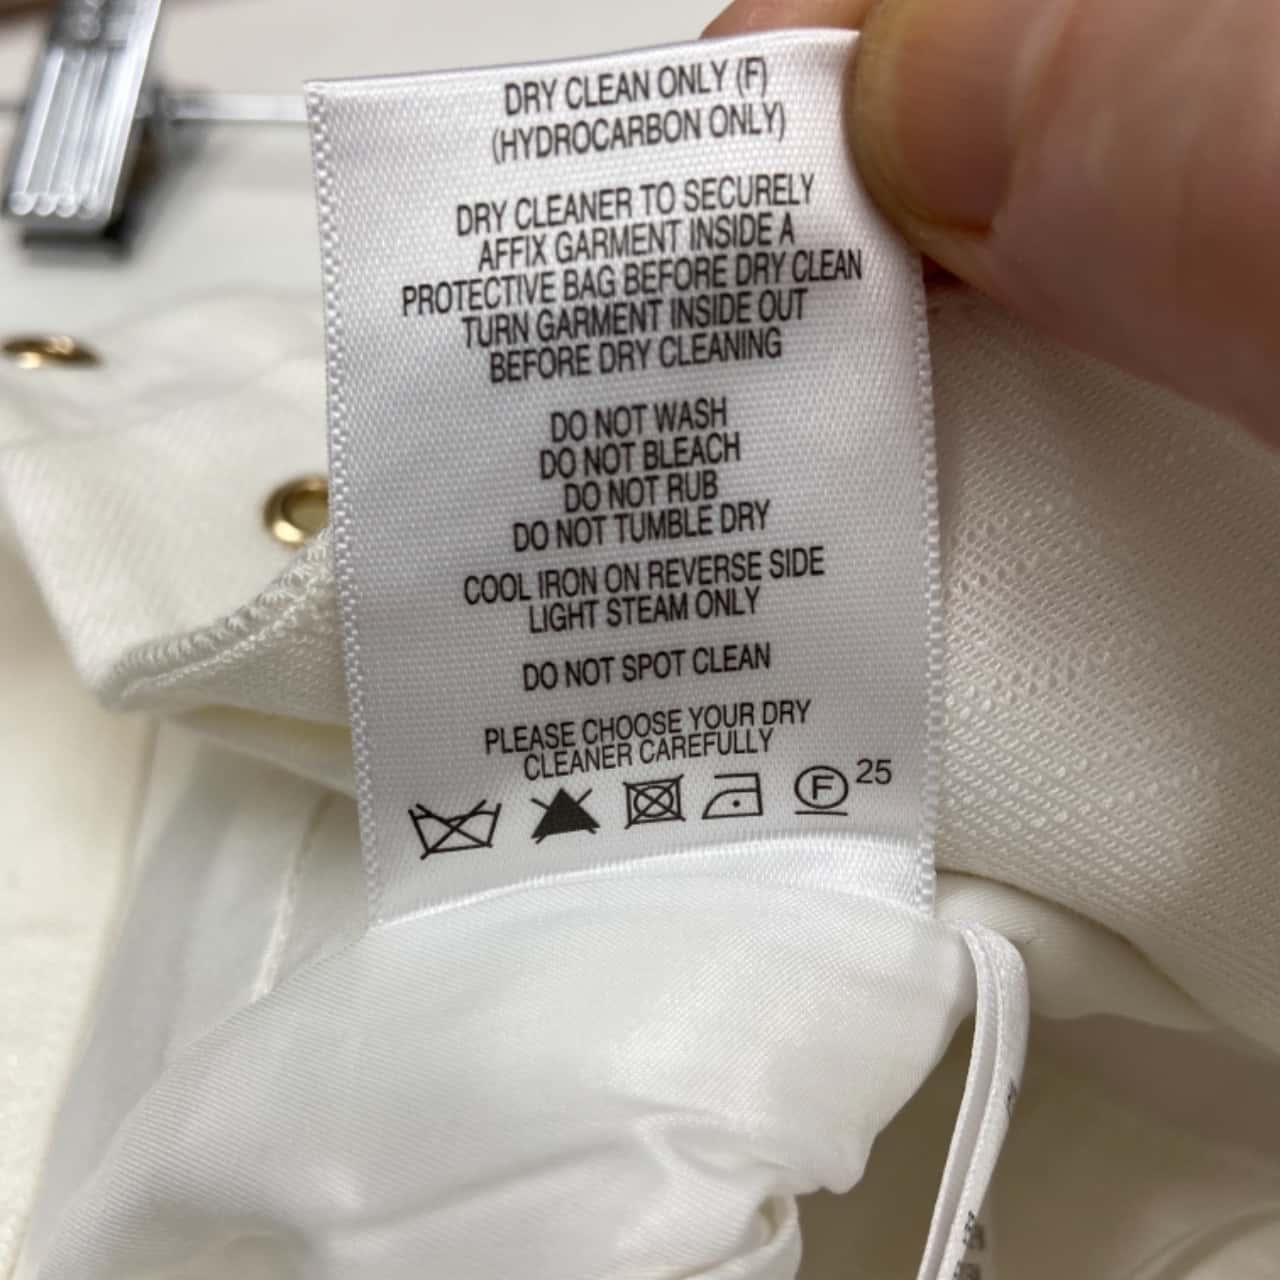 DRY CLEAN ONLY (F)
(HYDROCARBON ONLY)
DRY CLEANER TO SECURELY
AFFIX GARMENT INSIDE A
PROTECTIVE BAG BEFORE DRY CLEAN
TURN GARMENT INSIDE OUT
BEFORE DRY CLEANING
DO NOT WASH
DO NOT BLEACH
DO NOT RUB
DO NOT TUMBLE DRY
COOL IRON ON REVERSE SIDE
LIGHT STEAM ONLY
DO NOT SPOT CLEAN
PLEASE CHOOSE YOUR DRY
CLEANER CAREFULLY
F 25